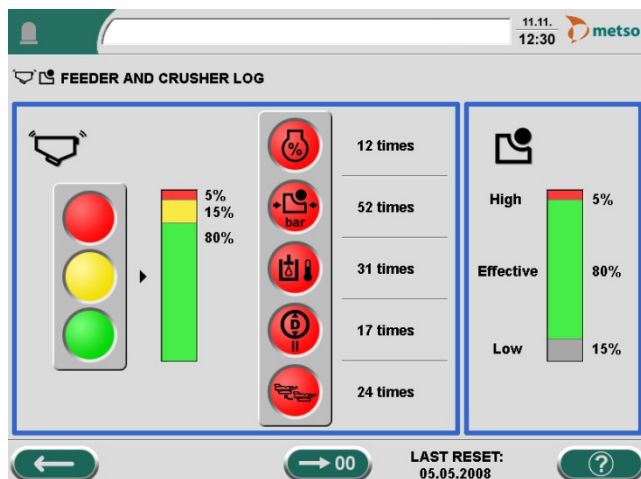 11.11.
12:30
metso
FEEDER AND CRUSHER LOG
5%
15%
80%
%
12 times
bar
52 times
31 times
D
II
17 times
24 times
High
5%
Effective
80%
Low
15%
00
LAST RESET:
05.05.2008
?